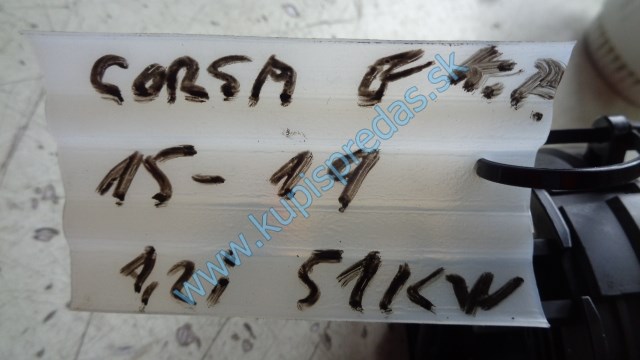 CORSA E
15-
1,2i 51KW
www.kupispredas.sk